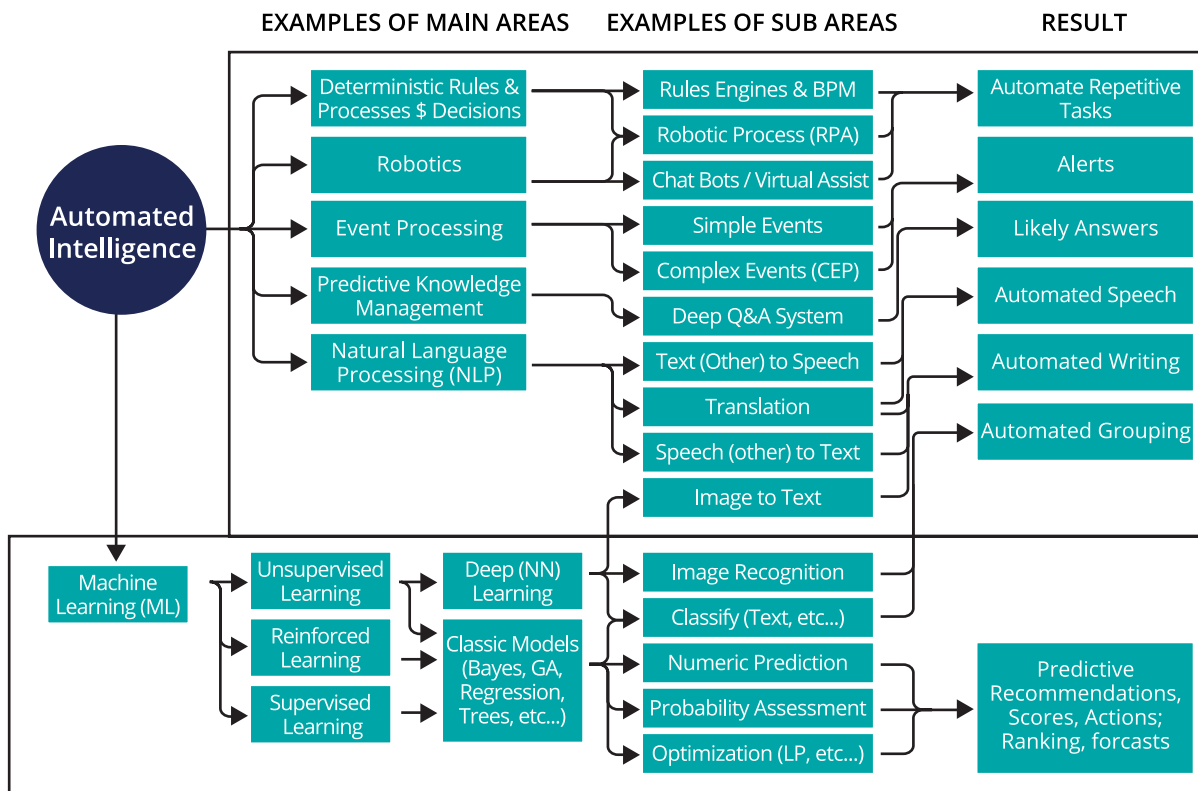 EXAMPLES OF MAIN AREAS
EXAMPLES OF SUB AREAS
RESULT
Automated
Intelligence
Deterministic Rules &
Processes $ Decisions
Robotics
Event Processing
Predictive Knowledge
Management
Natural Language
Processing (NLP)
Rules Engines & BPM
Robotic Process (RPA)
Chat Bots / Virtual Assist
Simple Events
Complex Events (CEP)
Deep Q&A System
Text (Other) to Speech
Translation
Speech (other) to Text
Image to Text
Automate Repetitive
Tasks
Alerts
Likely Answers
Automated Speech
Automated Writing
Automated Grouping
Machine
Learning (ML)
Unsupervised
Learning
Reinforced
Learning
Supervised
Learning
Deep (NN)
Learning
Classic Models
(Bayes, GA,
Regression,
Trees, etc...)
Image Recognition
Classify (Text, etc...)
Numeric Prediction
Probability Assessment
Optimization (LP, etc...)
Predictive
Recommendations,
Scores, Actions;
Ranking, forcasts